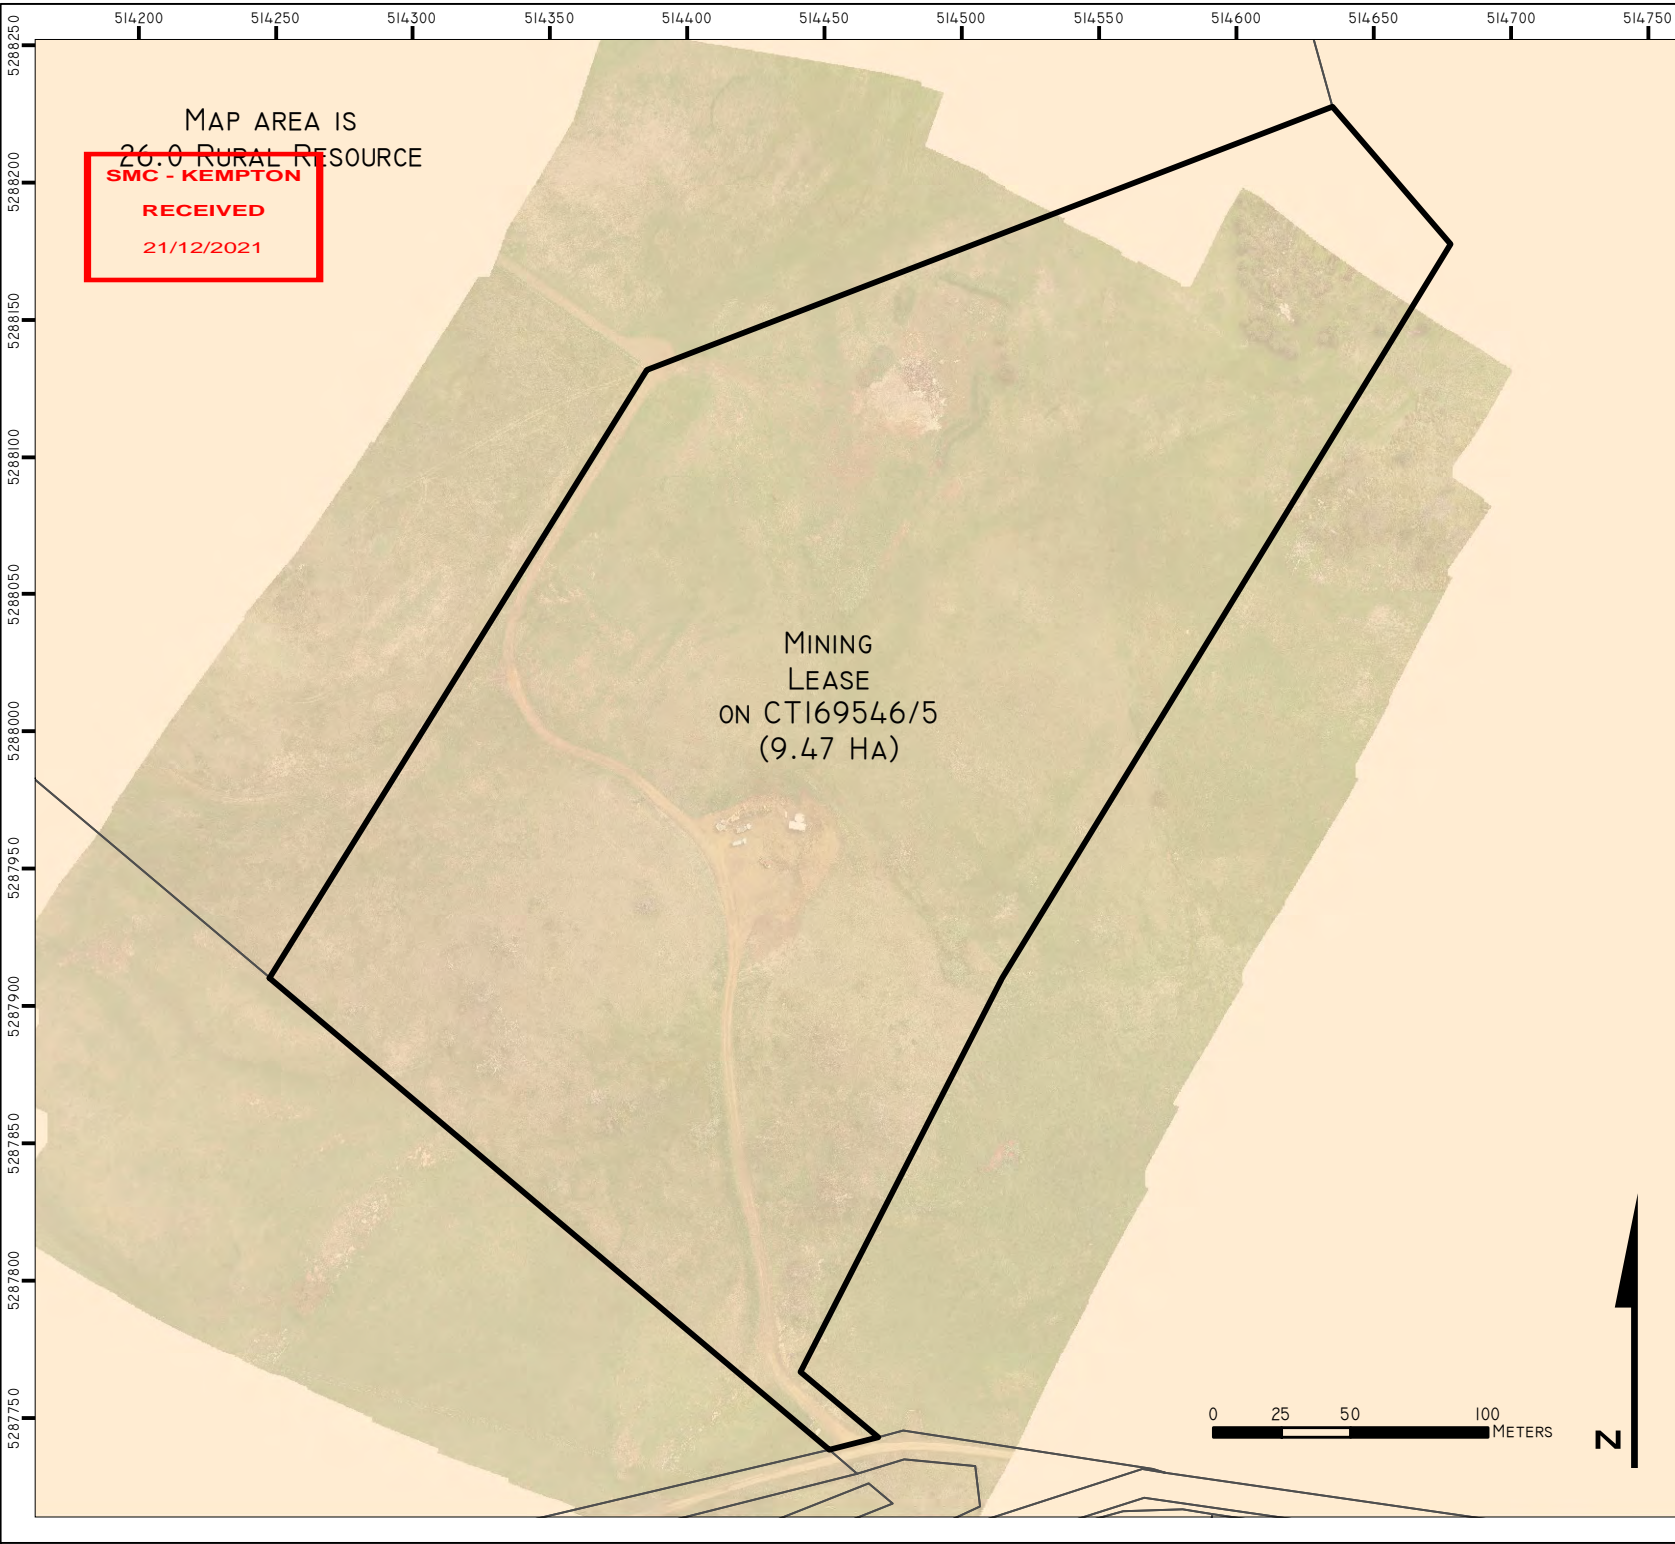 514200 514250 514300 514350 514400 514450 514500 514550 514600 514650 514700 514750
5288250
5288200
5288150
5288100
5288050
5288000
5287950
5287900
5287850
5287800
5287750
MAP AREA IS
26.0 RURAL RESOURCE
SMC - KEMPTON
RECEIVED
21/12/2021
MINING
LEASE
ON CT169546/5
(9.47 HA)
0 25 50 100
METERS
N